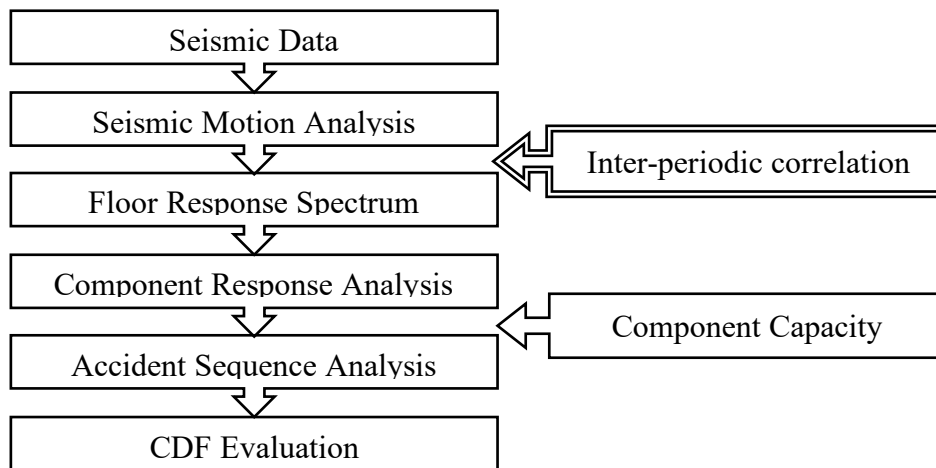 Seismic Data
Seismic Motion Analysis
Inter-periodic correlation
Floor Response Spectrum
Component Response Analysis
Component Capacity
Accident Sequence Analysis
CDF Evaluation